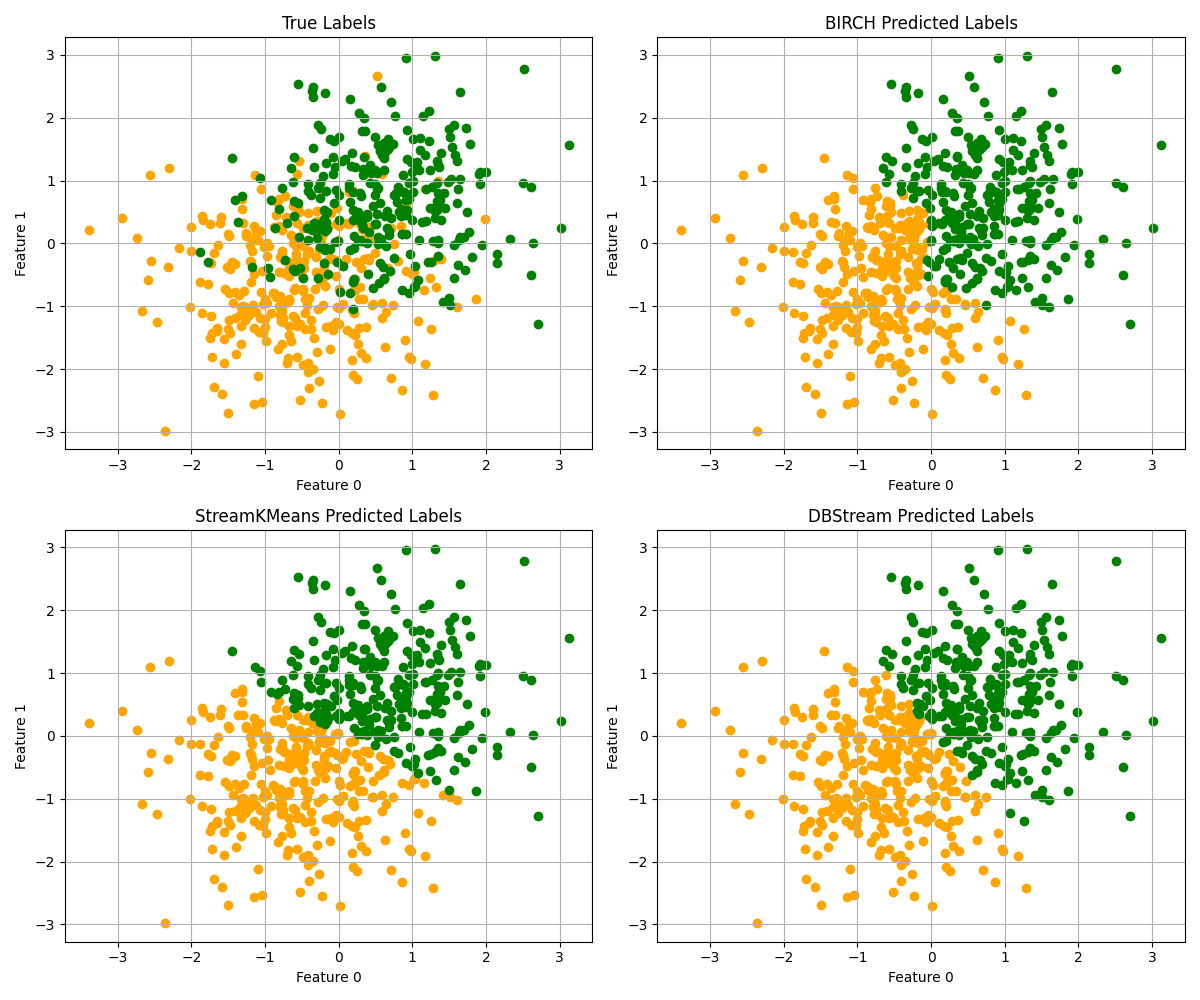 True Labels
BIRCH Predicted Labels
3
2
1
0
−1
−2
−3
Feature 1
−3 −2 −1 0 1 2 3
Feature 0
3
2
1
0
−1
−2
−3
Feature 1
−3 −2 −1 0 1 2 3
Feature 0
StreamKMeans Predicted Labels
DBStream Predicted Labels
3
2
1
0
−1
−2
−3
Feature 1
−3 −2 −1 0 1 2 3
Feature 0
3
2
1
0
−1
−2
−3
Feature 1
−3 −2 −1 0 1 2 3
Feature 0